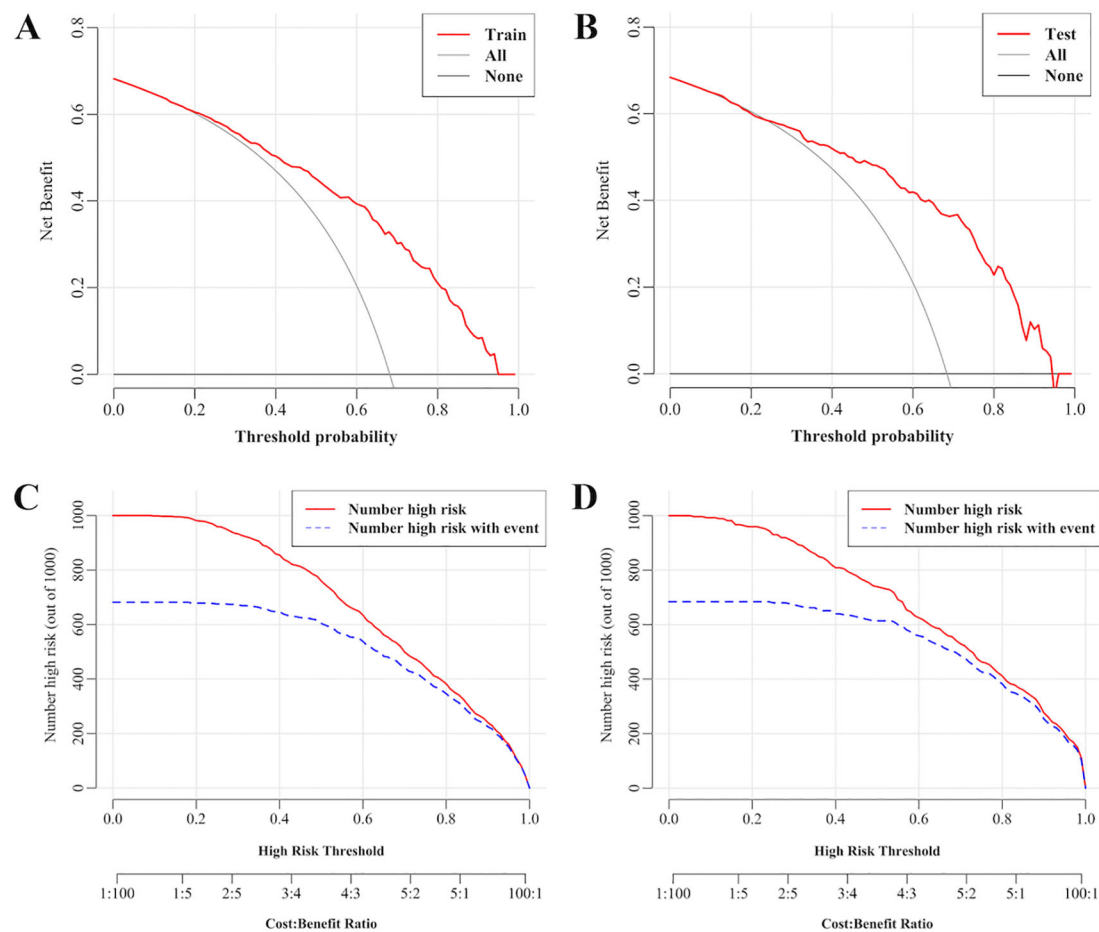 A
Train
All
None
0.8
0.6
0.4
0.2
0.0
Net Benefit
0.0 0.2 0.4 0.6 0.8 1.0
Threshold probability
B
Test
All
None
0.8
0.6
0.4
0.2
0.0
Net Benefit
0.0 0.2 0.4 0.6 0.8 1.0
Threshold probability
C
Number high risk
Number high risk with event
1000
800
600
400
200
0
Number high risk (out of 1000)
0.0 0.2 0.4 0.6 0.8 1.0
High Risk Threshold
1:100 1:5 2:5 3:4 4:3 5:2 5:1 100:1
Cost:Benefit Ratio
D
Number high risk
Number high risk with event
1000
800
600
400
200
0
Number high risk (out of 1000)
0.0 0.2 0.4 0.6 0.8 1.0
High Risk Threshold
1:100 1:5 2:5 3:4 4:3 5:2 5:1 100:1
Cost:Benefit Ratio